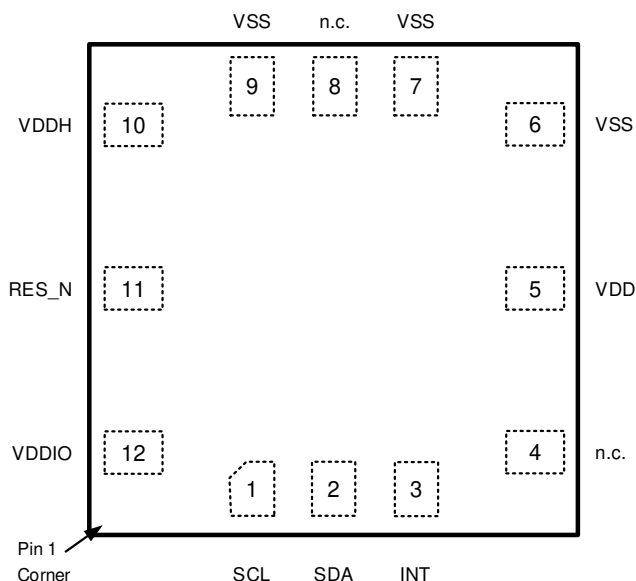 VSS n.c. VSS
9 8 7
VDDH 10 6 VSS
RES_N 11 5 VDD
VDDIO 12 4 n.c.
1 2 3
Pin 1
Corner
SCL SDA INT